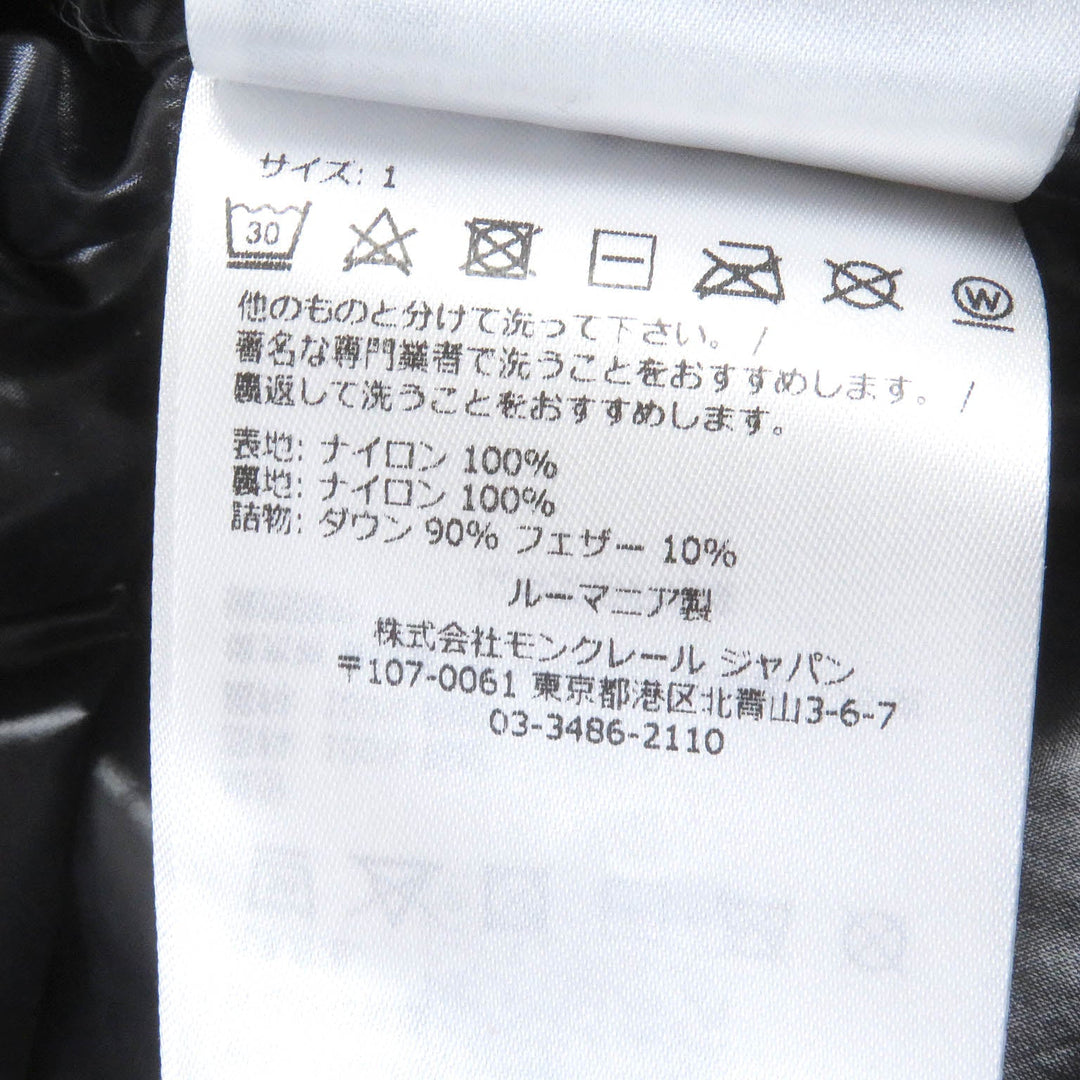 サイズ: 1
30
W
他のものと分けて洗って下さい。 /
著名な専門業者で洗うことをおすすめします。 /
裏返して洗うことをおすすめします。
表地: ナイロン 100%
裏地: ナイロン 100%
詰物: ダウン 90% フェザー 10%
ルーマニア製
株式会社モンクレール ジャパン
〒107-0061 東京都港区北青山3-6-7
03-3486-2110